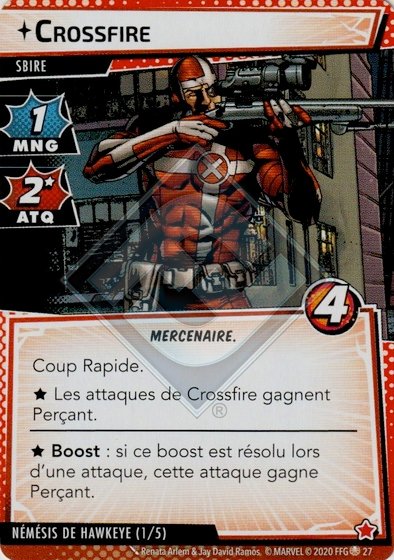 CROSSFIRE
SBIRE
1
MNG
2★
ATQ
4
MERCENAIRE.
Coup Rapide.
★ Les attaques de Crossfire gagnent
Perçant.
★ Boost : si ce boost est résolu lors
d'une attaque, cette attaque gagne
Perçant.
®
NÉMÉSIS DE HAWKEYE (1/5)
Renata Arlem & Jay David Ramos. © MARVEL © 2020 FFG 27